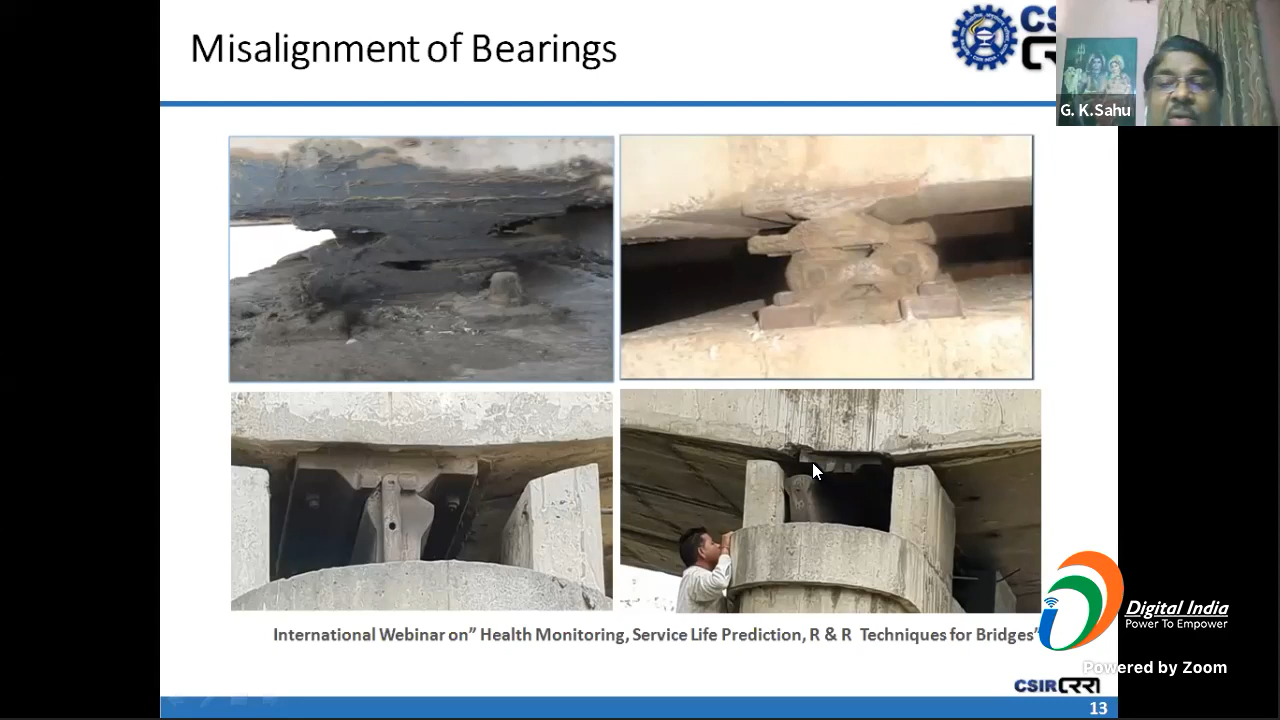 Misalignment of Bearings
G. K.Sahu
International Webinar on” Health Monitoring, Service Life Prediction, R & R Techniques for Bridges”
Digital India
Power To Empower
Powered by Zoom
CSIR CRRI
13